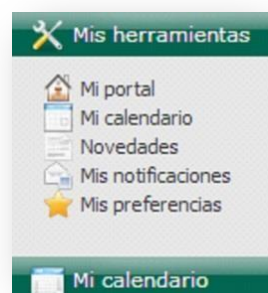 Mis herramientas
Mi portal
Mi calendario
Novedades
Mis notificaciones
Mis preferencias
Mi calendario